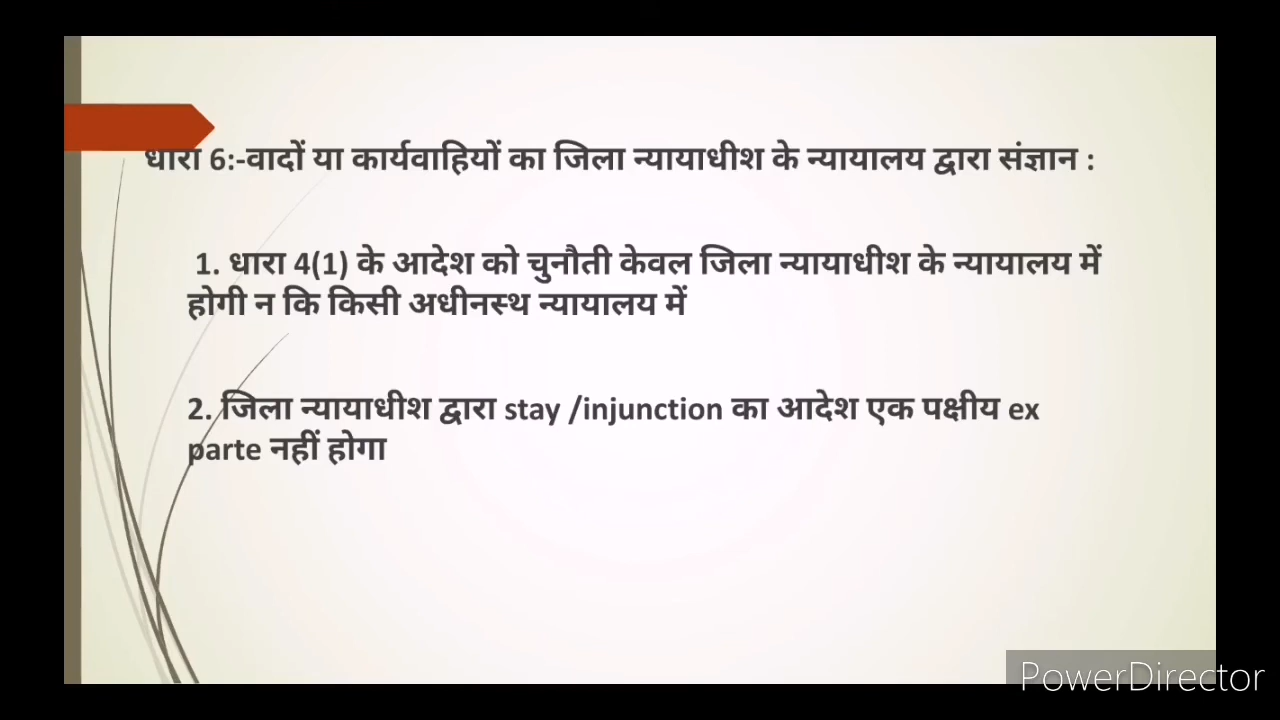 धारा 6:-वादों या कार्यवाहियों का जिला न्यायाधीश के न्यायालय द्वारा संज्ञान :
1. धारा 4(1) के आदेश को चुनौती केवल जिला न्यायाधीश के न्यायालय में
होगी न कि किसी अधीनस्थ न्यायालय में
2. जिला न्यायाधीश द्वारा stay /injunction का आदेश एक पक्षीय ex
parte नहीं होगा
PowerDirector